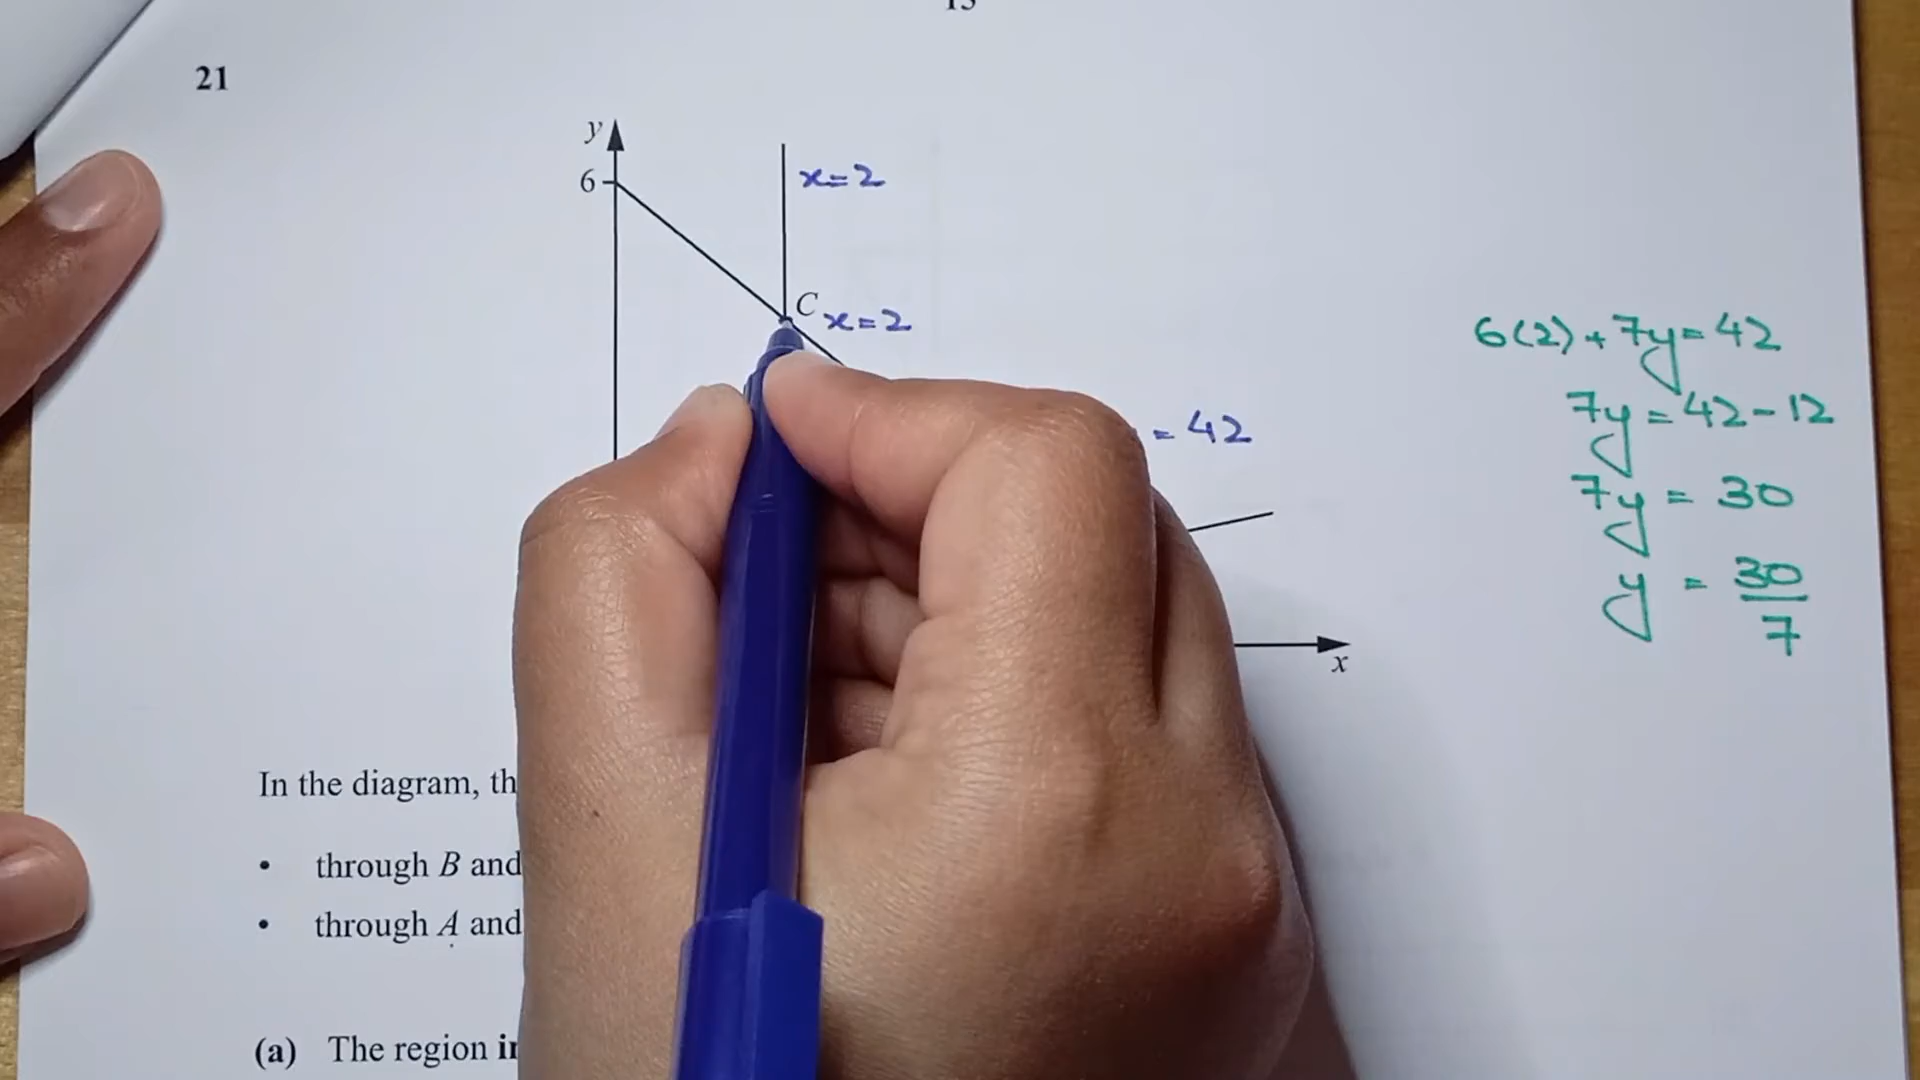 21
y
6
x=2
C x=2
= 42
x
6(2)+7y=42
7y=42-12
7y = 30
y = 30
7
In the diagram, th
• through B and
• through A and
(a) The region